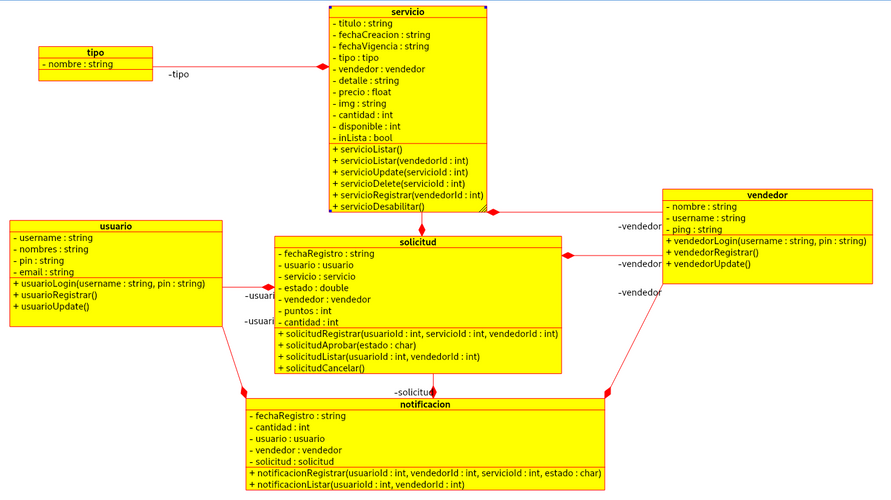 servicio
- titulo : string
- fechaCreacion : string
- fechaVigencia : string
- tipo : tipo
- vendedor : vendedor
- detalle : string
- precio : float
- img : string
- cantidad : int
- disponible : int
- inLista : bool
+ servicioListar()
+ servicioListar(vendedorId : int)
+ servicioUpdate(servicioId : int)
+ servicioDelete(servicioId : int)
+ servicioRegistrar(vendedorId : int)
+ servicioDesabilitar()
tipo
- nombre : string
-tipo
vendedor
- nombre : string
- username : string
- ping : string
+ vendedorLogin(username : string, pin : string)
+ vendedorRegistrar()
+ vendedorUpdate()
-vendedor
-vendedor
-vendedor
usuario
- username : string
- nombres : string
- pin : string
- email : string
+ usuarioLogin(username : string, pin : string)
+ usuarioRegistrar()
+ usuarioUpdate()
-usuari
-usuari
solicitud
- fechaRegistro : string
- usuario : usuario
- servicio : servicio
- estado : double
- vendedor : vendedor
- puntos : int
- cantidad : int
+ solicitudRegistrar(usuarioId : int, servicioId : int, vendedorId : int)
+ solicitudAprobar(estado : char)
+ solicitudListar(usuarioId : int, vendedorId : int)
+ solicitudCancelar()
-solicitud
notificacion
- fechaRegistro : string
- cantidad : int
- usuario : usuario
- vendedor : vendedor
- solicitud : solicitud
+ notificacionRegistrar(usuarioId : int, vendedorId : int, servicioId : int, estado : char)
+ notificacionListar(usuarioId : int, vendedorId : int)